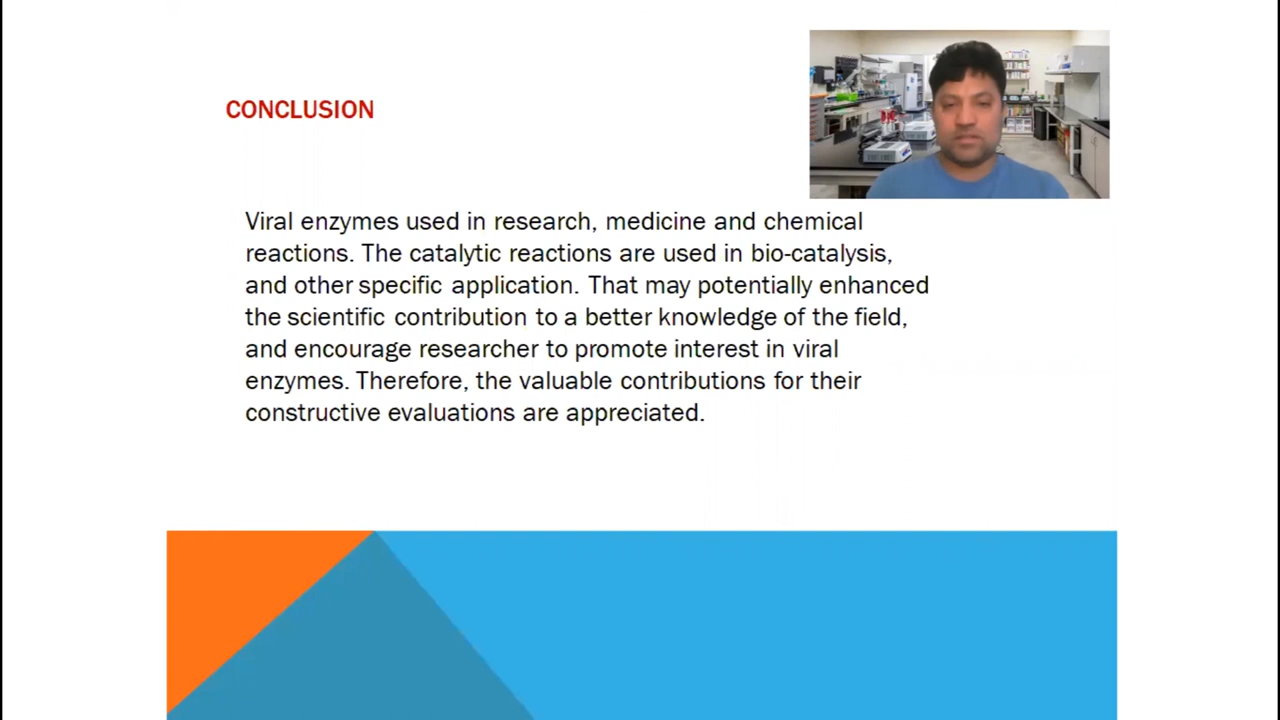 CONCLUSION
Viral enzymes used in research, medicine and chemical
reactions. The catalytic reactions are used in bio-catalysis,
and other specific application. That may potentially enhanced
the scientific contribution to a better knowledge of the field,
and encourage researcher to promote interest in viral
enzymes. Therefore, the valuable contributions for their
constructive evaluations are appreciated.